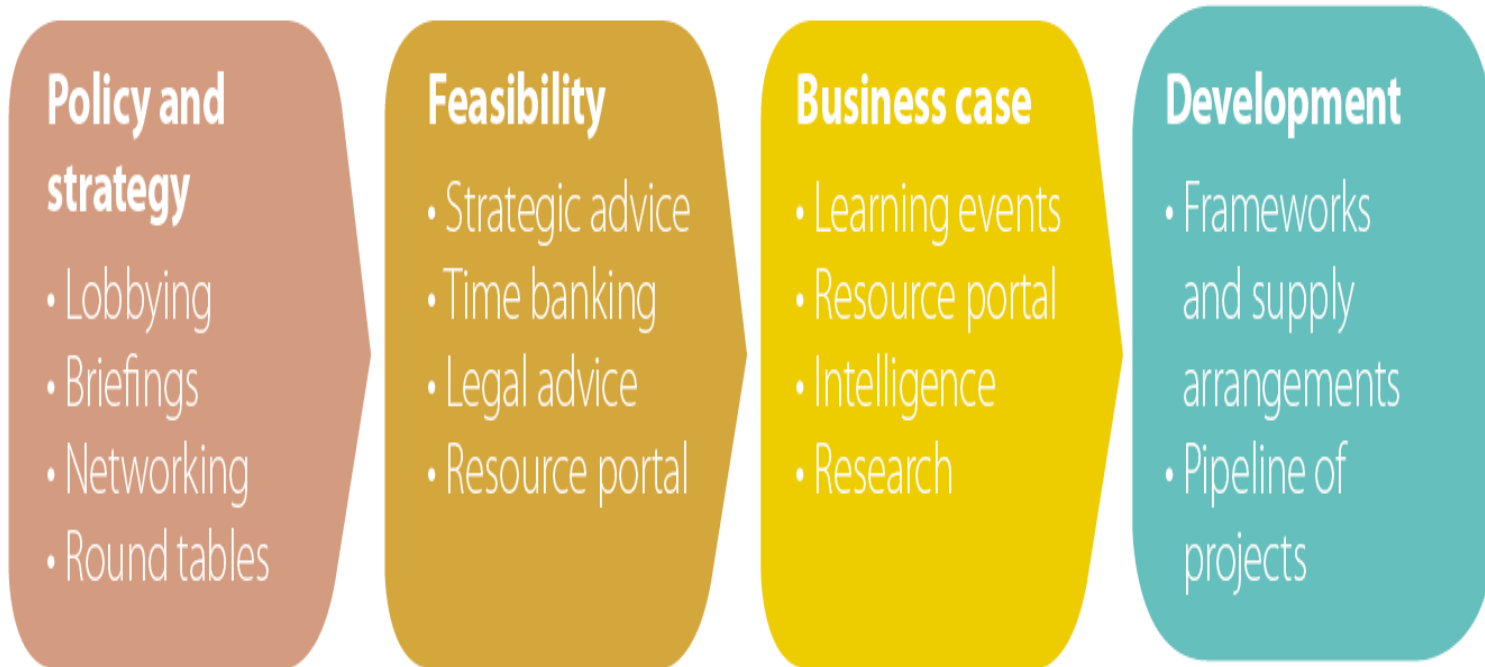 Policy and
strategy
• Lobbying
• Briefings
• Networking
• Round tables
Feasibility
• Strategic advice
• Time banking
• Legal advice
• Resource portal
Business case
• Learning events
• Resource portal
• Intelligence
• Research
Development
• Frameworks
and supply
arrangements
• Pipeline of
projects